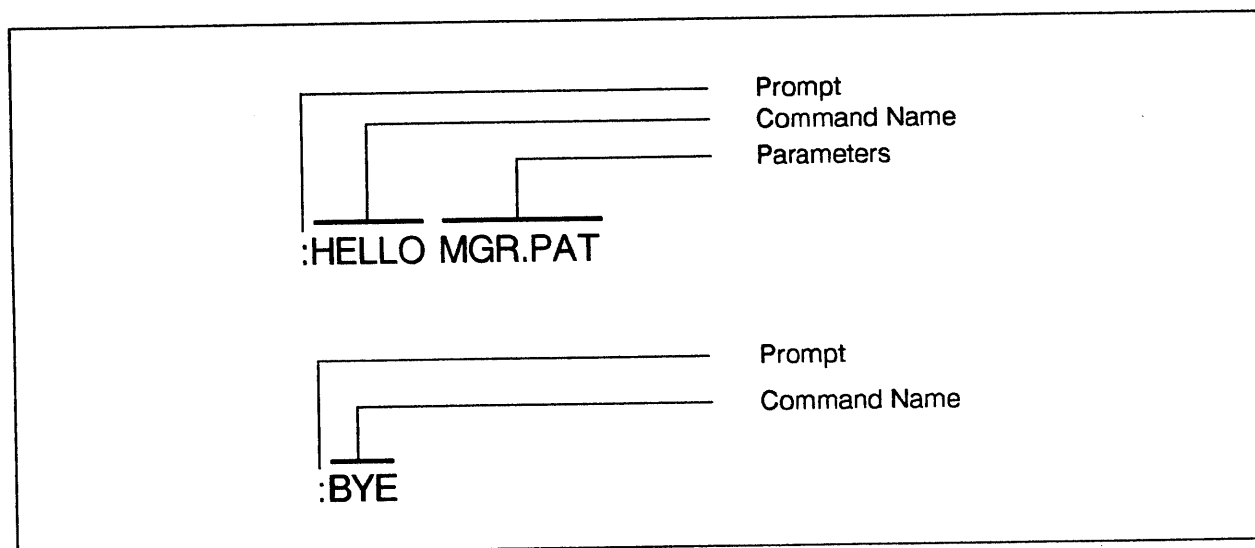 Prompt
Command Name
Parameters
:HELLO MGR.PAT
Prompt
Command Name
:BYE